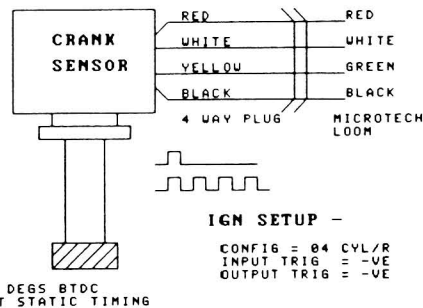 RED RED
CRANK
SENSOR
WHITE WHITE
YELLOW GREEN
BLACK BLACK
4 WAY PLUG
MICROTECH
LOOM
IGN SETUP -
CONFIG = 04 CYL/R
INPUT TRIG = -VE
OUTPUT TRIG = -VE
DEGS BTDC
STATIC TIMING